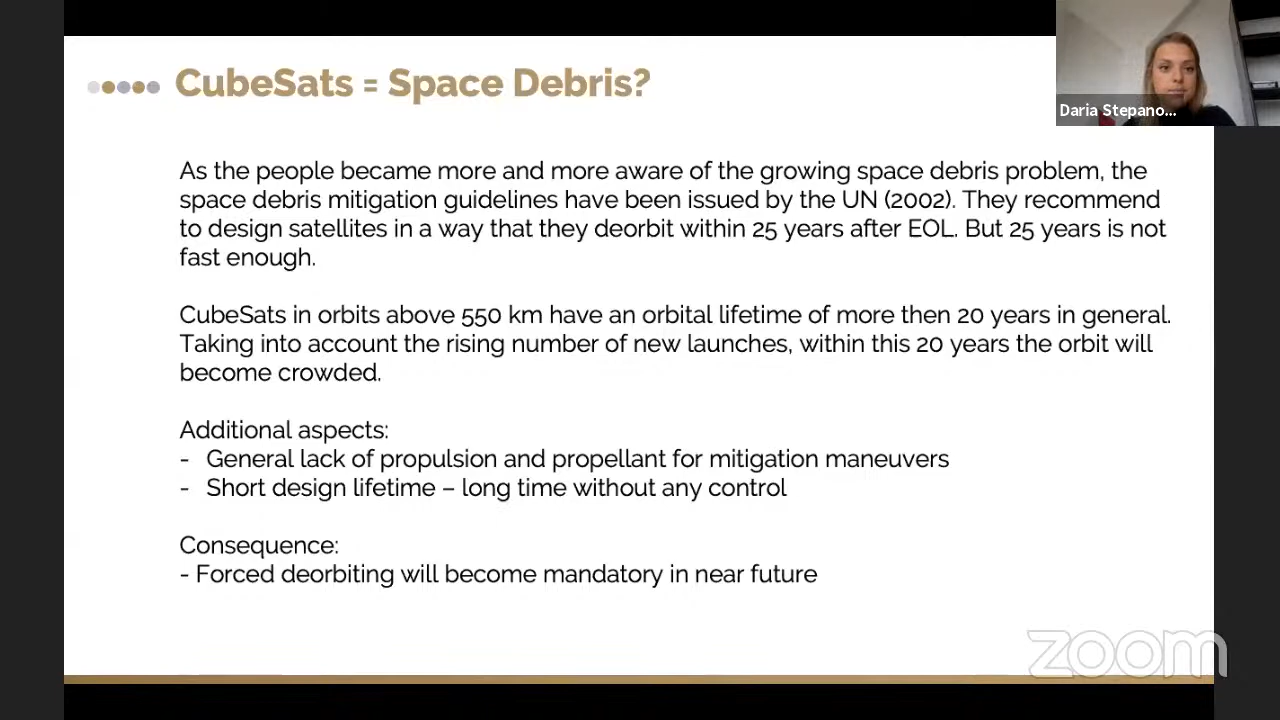 CubeSats = Space Debris?
Daria Stepano...
As the people became more and more aware of the growing space debris problem, the
space debris mitigation guidelines have been issued by the UN (2002). They recommend
to design satellites in a way that they deorbit within 25 years after EOL. But 25 years is not
fast enough.
CubeSats in orbits above 550 km have an orbital lifetime of more then 20 years in general.
Taking into account the rising number of new launches, within this 20 years the orbit will
become crowded.
Additional aspects:
- General lack of propulsion and propellant for mitigation maneuvers
- Short design lifetime – long time without any control
Consequence:
- Forced deorbiting will become mandatory in near future
zoom